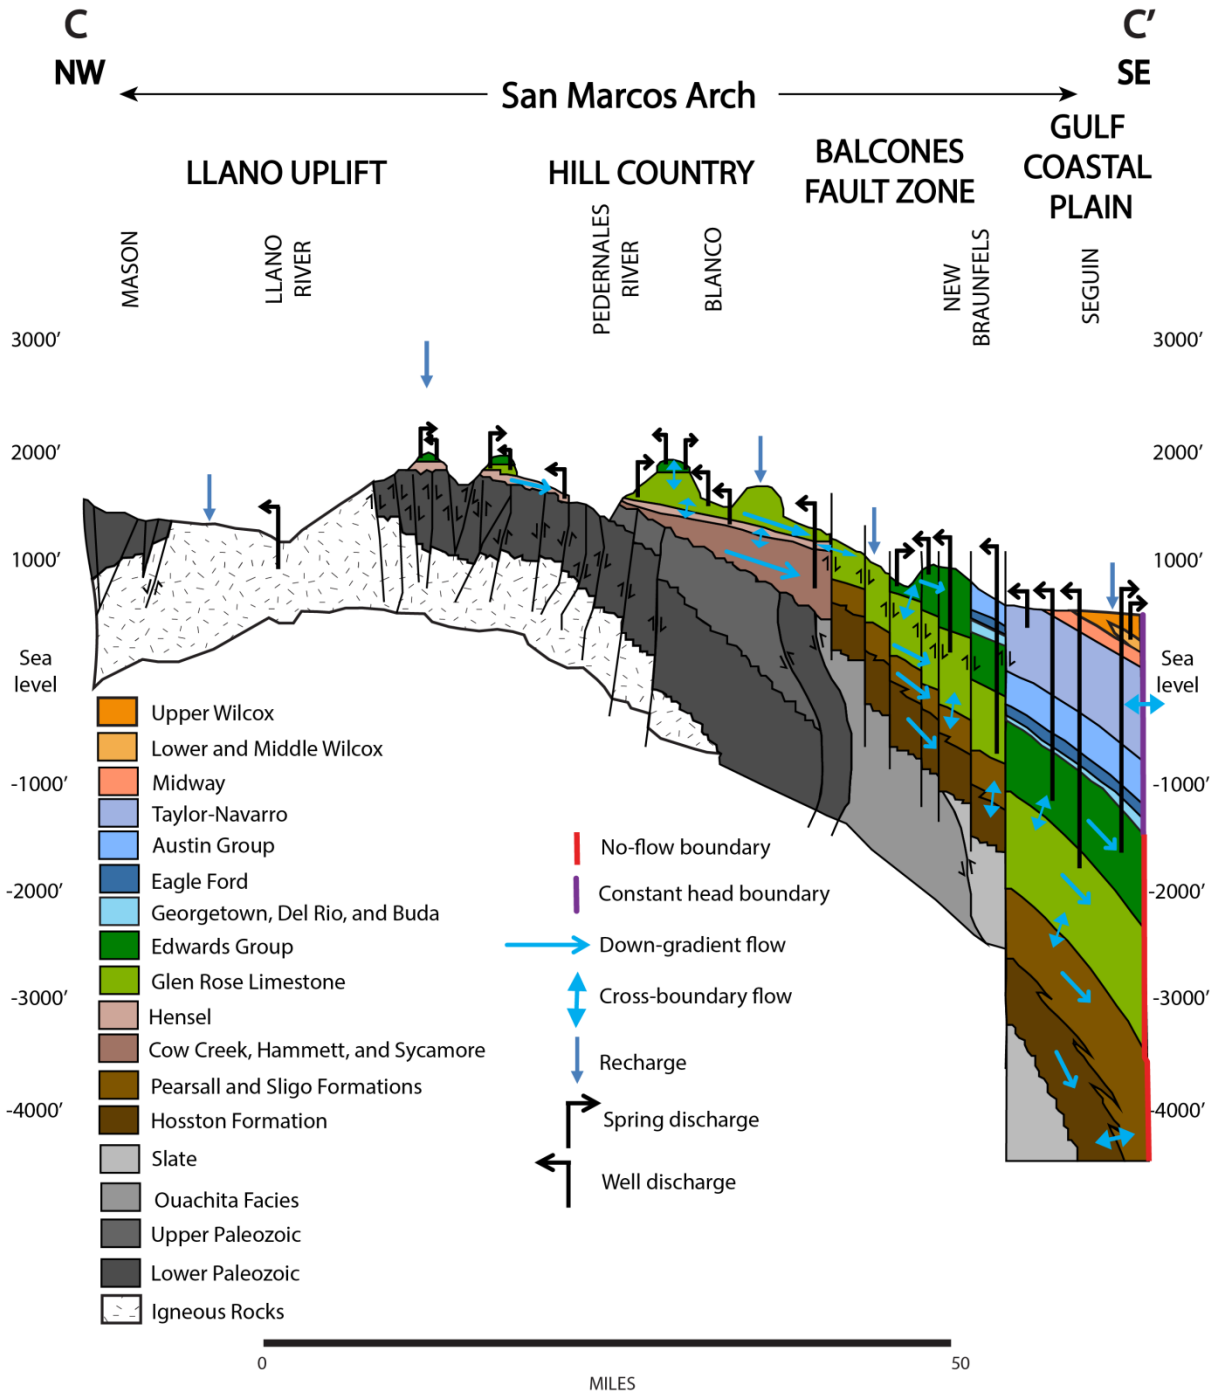 C
C'
NW
SE
San Marcos Arch
LLANO UPLIFT
HILL COUNTRY
BALCONES
FAULT ZONE
GULF
COASTAL
PLAIN
MASON
LLANO
RIVER
PEDERNALES
RIVER
BLANCO
NEW
BRAUNFELS
SEGUIN
3000'
3000'
2000'
2000'
1000'
1000'
Sea
level
Sea
level
-1000'
-1000'
-2000'
-2000'
-3000'
-3000'
-4000'
-4000'
Upper Wilcox
Lower and Middle Wilcox
Midway
Taylor-Navarro
Austin Group
Eagle Ford
Georgetown, Del Rio, and Buda
Edwards Group
Glen Rose Limestone
Hensel
Cow Creek, Hammett, and Sycamore
Pearsall and Sligo Formations
Hosston Formation
Slate
Ouachita Facies
Upper Paleozoic
Lower Paleozoic
Igneous Rocks
No-flow boundary
Constant head boundary
Down-gradient flow
Cross-boundary flow
Recharge
Spring discharge
Well discharge
0
50
MILES